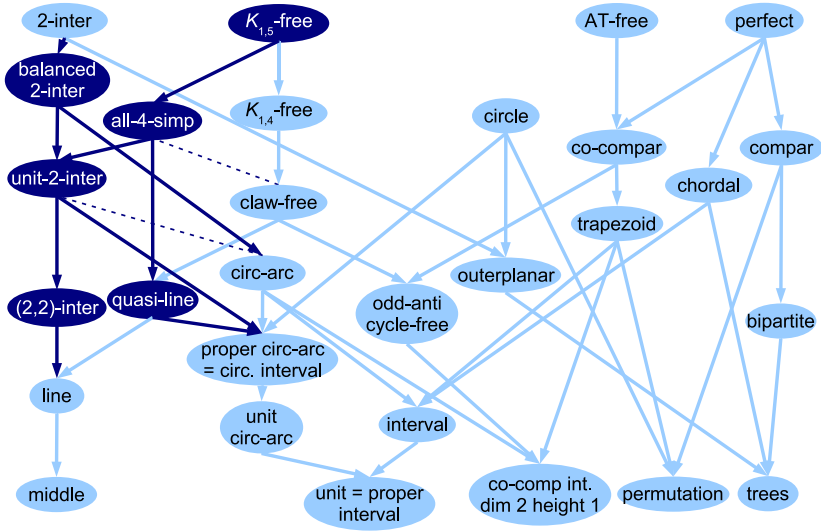 2-inter
K1,5-free
AT-free
perfect
balanced
2-inter
all-4-simp
K1,4-free
circle
co-compar
compar
unit-2-inter
claw-free
chordal
trapezoid
circ-arc
outerplanar
(2,2)-inter
quasi-line
odd-anti
cycle-free
bipartite
proper circ-arc
= circ. interval
line
unit
circ-arc
interval
middle
unit = proper
interval
co-comp int.
dim 2 height 1
permutation
trees